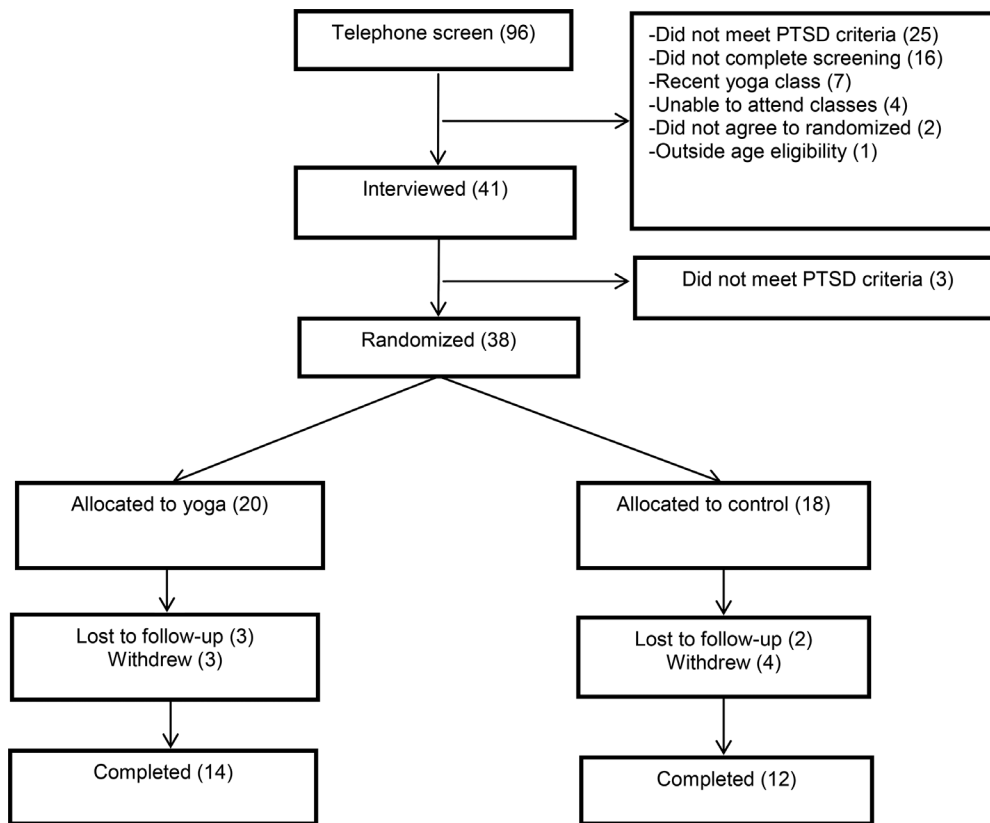 Telephone screen (96)
-Did not meet PTSD criteria (25)
-Did not complete screening (16)
-Recent yoga class (7)
-Unable to attend classes (4)
-Did not agree to randomized (2)
-Outside age eligibility (1)
Interviewed (41)
Did not meet PTSD criteria (3)
Randomized (38)
Allocated to yoga (20)
Allocated to control (18)
Lost to follow-up (3)
Withdrew (3)
Lost to follow-up (2)
Withdrew (4)
Completed (14)
Completed (12)